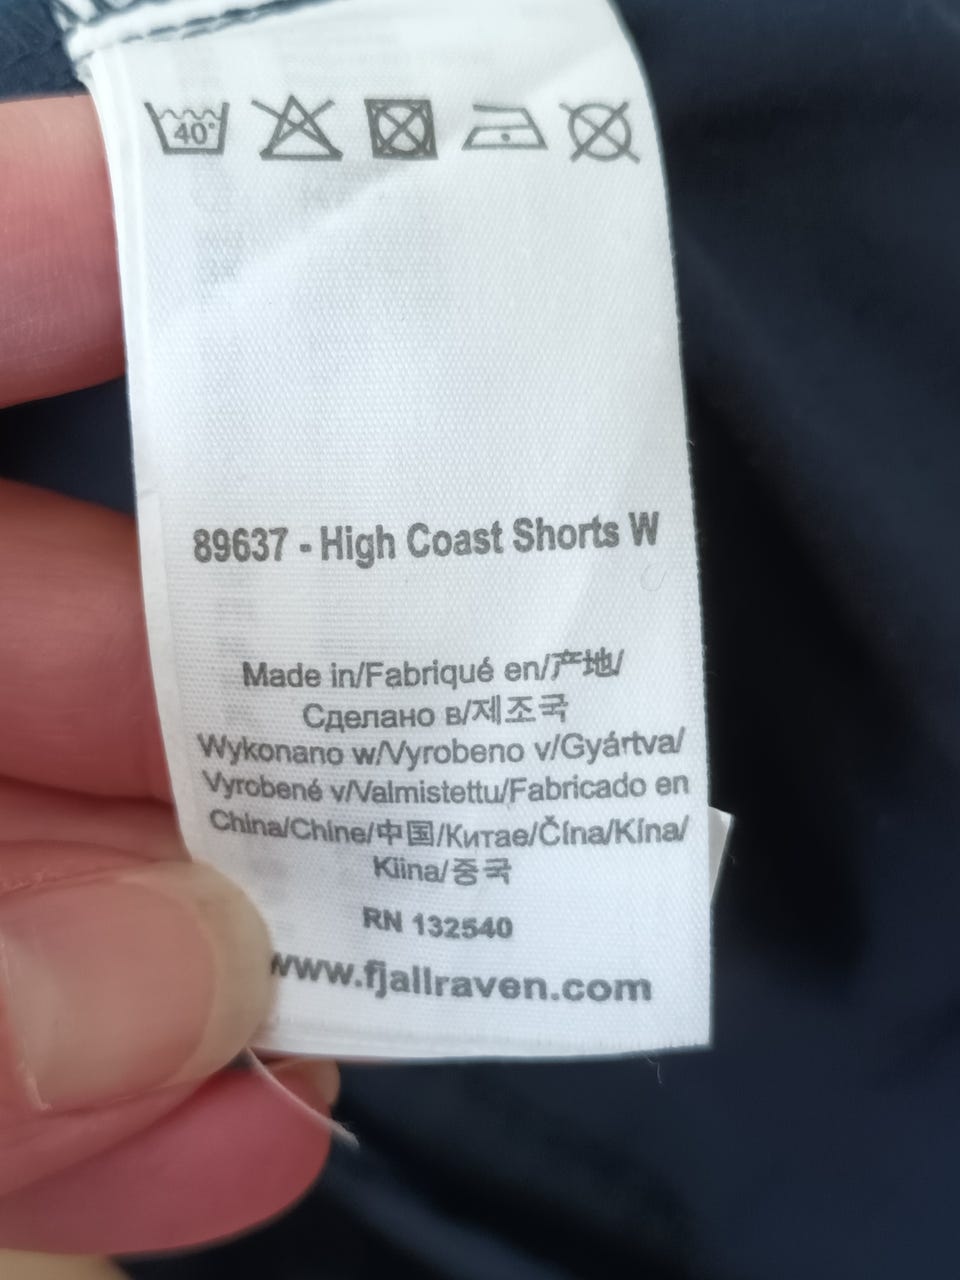 40°
89637 - High Coast Shorts W
Made in/Fabriqué en/产地/
Сделано в/제조국
Wykonano w/Vyrobeno v/Gyártva/
Vyrobené v/Valmistettu/Fabricado en
China/Chine/中国/Китае/Čína/Kína/
Kiina/중국
RN 132540
www.fjallraven.com